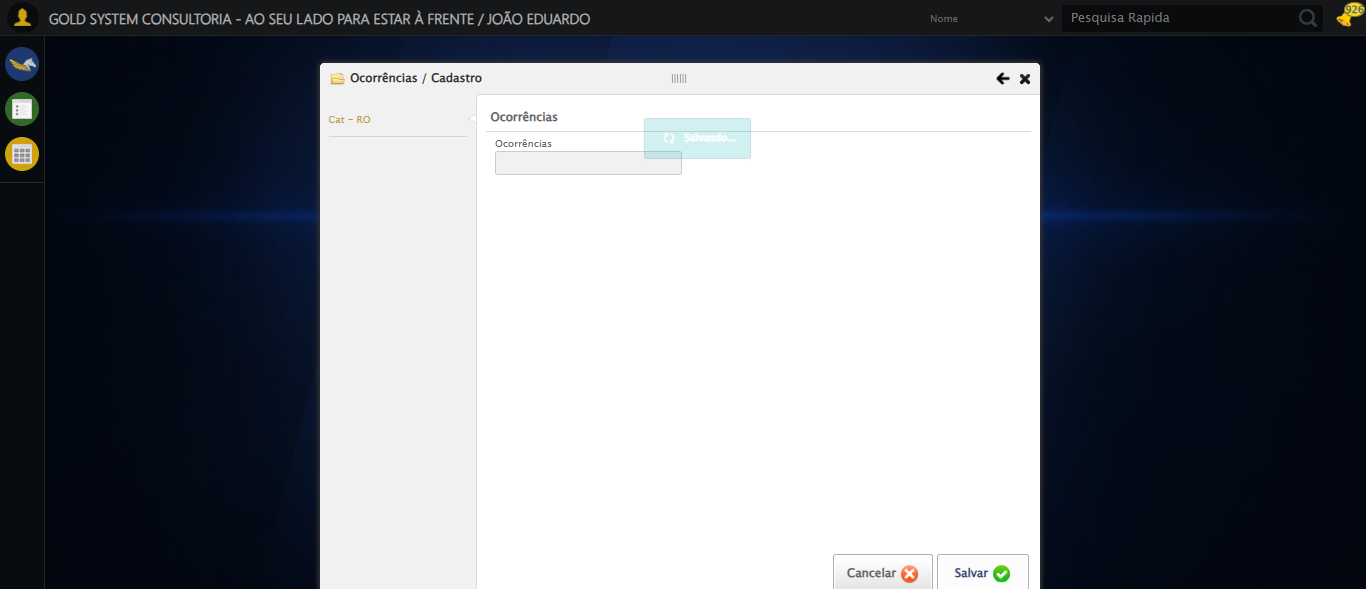 GOLD SYSTEM CONSULTORIA - AO SEU LADO PARA ESTAR À FRENTE / JOÃO EDUARDO
Nome
Pesquisa Rapida
926
Ocorrências / Cadastro
Cat - RO
Ocorrências
Salvando...
Ocorrências
Cancelar
Salvar